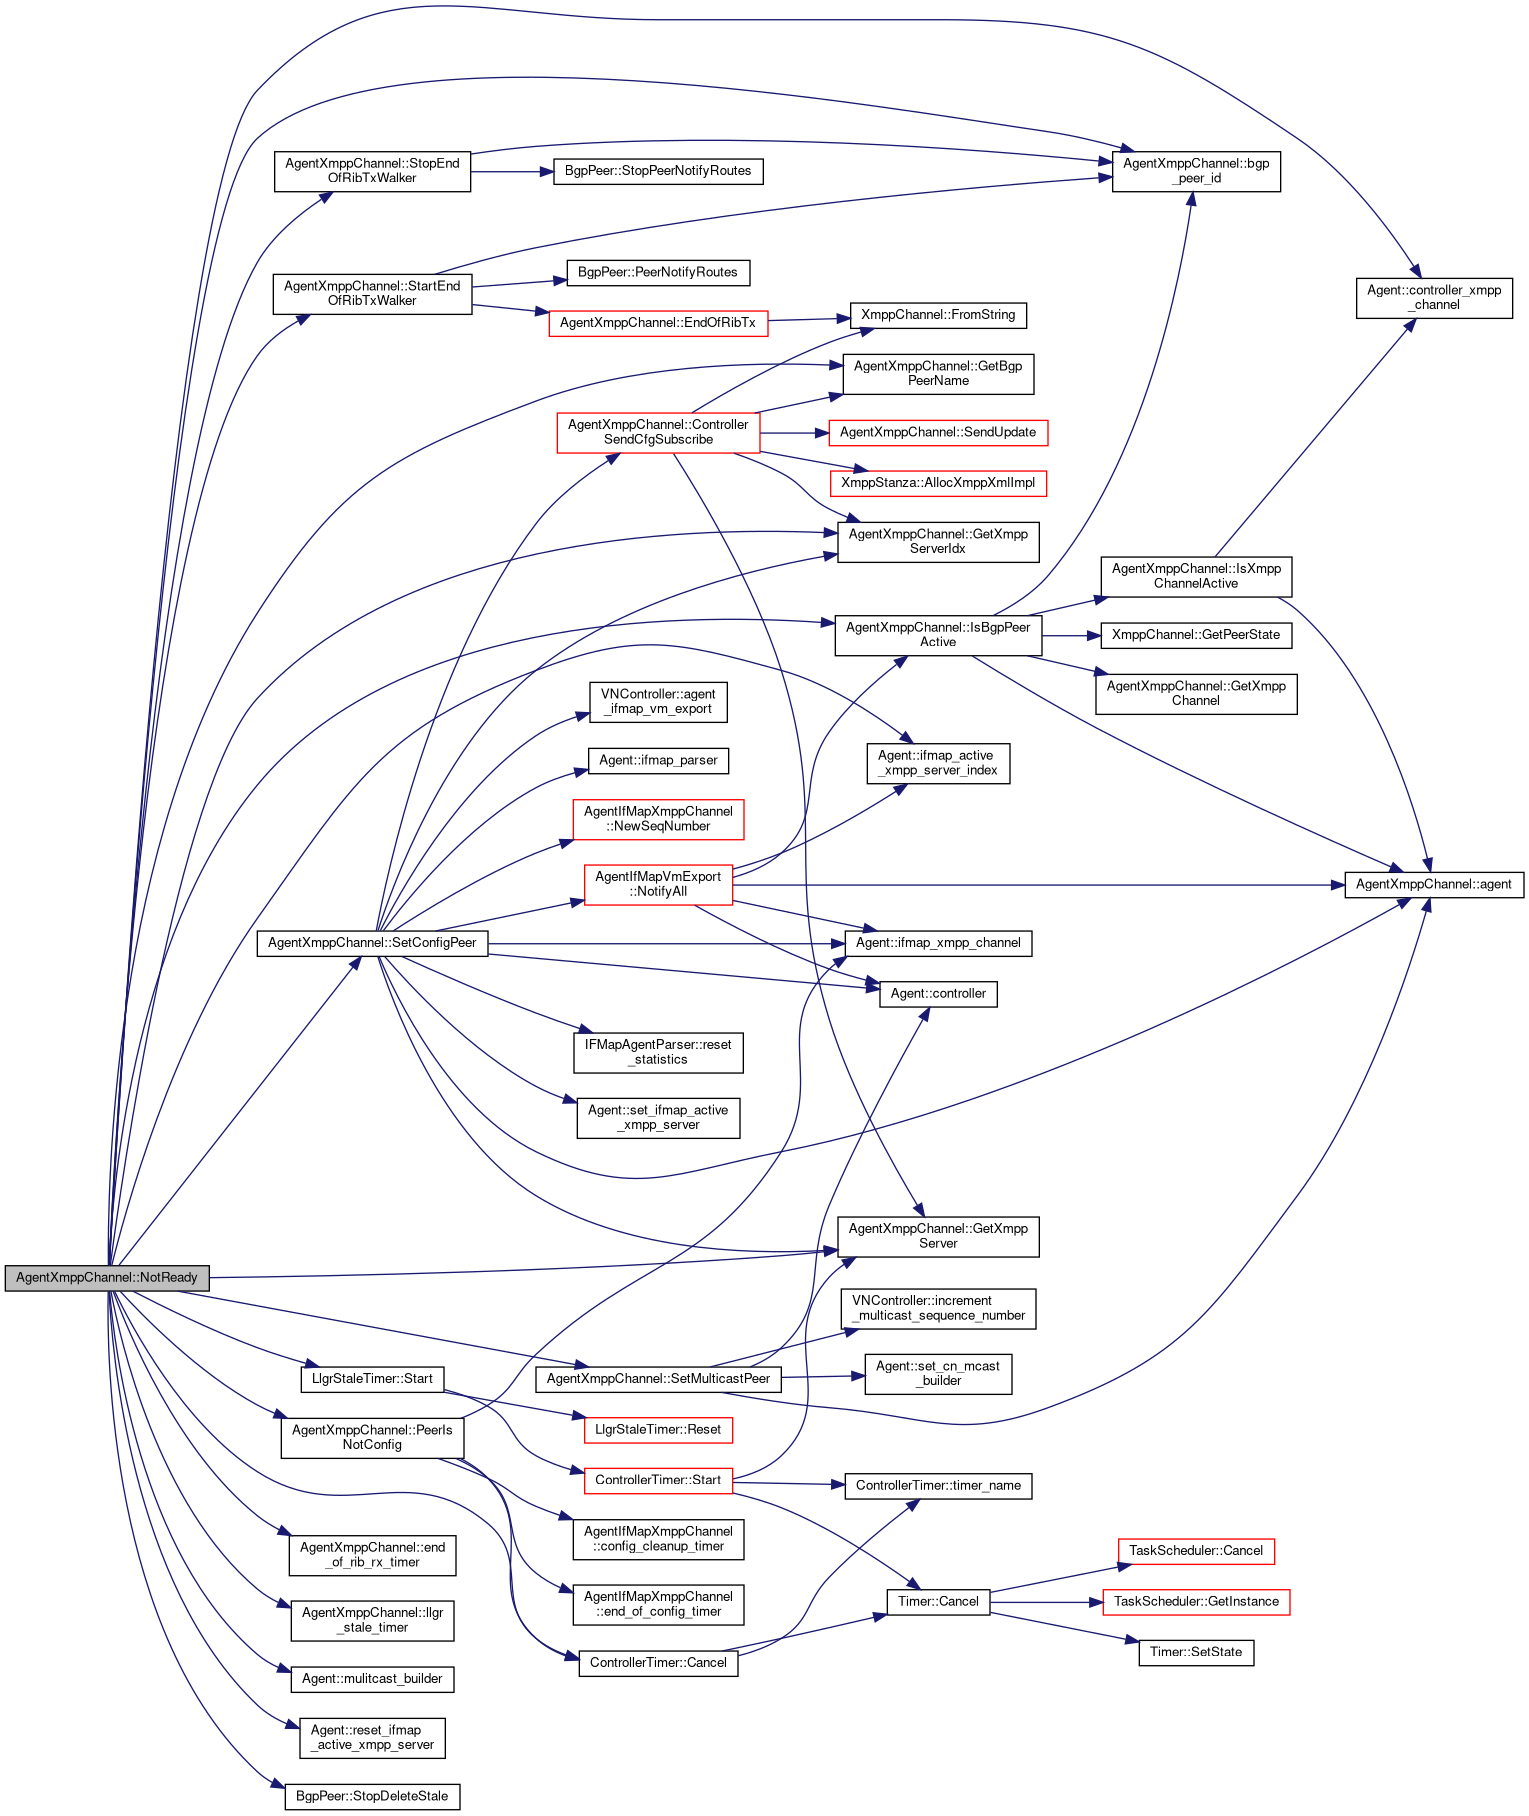 AgentXmppChannel::NotReady
AgentXmppChannel::StopEnd
OfRibTxWalker
AgentXmppChannel::StartEnd
OfRibTxWalker
AgentXmppChannel::SetConfigPeer
LlgrStaleTimer::Start
AgentXmppChannel::PeerIs
NotConfig
AgentXmppChannel::end
_of_rib_rx_timer
AgentXmppChannel::llgr
_stale_timer
Agent::mulitcast_builder
Agent::reset_ifmap
_active_xmpp_server
BgpPeer::StopDeleteStale
BgpPeer::StopPeerNotifyRoutes
BgpPeer::PeerNotifyRoutes
AgentXmppChannel::EndOfRibTx
AgentXmppChannel::Controller
SendCfgSubscribe
VNController::agent
_ifmap_vm_export
Agent::ifmap_parser
AgentIfMapXmppChannel
::NewSeqNumber
AgentIfMapVmExport
::NotifyAll
IFMapAgentParser::reset
_statistics
Agent::set_ifmap_active
_xmpp_server
AgentXmppChannel::SetMulticastPeer
LlgrStaleTimer::Reset
ControllerTimer::Start
AgentIfMapXmppChannel
::config_cleanup_timer
AgentIfMapXmppChannel
::end_of_config_timer
ControllerTimer::Cancel
XmppChannel::FromString
AgentXmppChannel::GetBgp
PeerName
AgentXmppChannel::SendUpdate
XmppStanza::AllocXmppXmlImpl
AgentXmppChannel::GetXmpp
ServerIdx
AgentXmppChannel::IsBgpPeer
Active
Agent::ifmap_active
_xmpp_server_index
Agent::ifmap_xmpp_channel
Agent::controller
AgentXmppChannel::GetXmpp
Server
VNController::increment
_multicast_sequence_number
Agent::set_cn_mcast
_builder
ControllerTimer::timer_name
Timer::Cancel
AgentXmppChannel::bgp
_peer_id
AgentXmppChannel::IsXmpp
ChannelActive
XmppChannel::GetPeerState
AgentXmppChannel::GetXmpp
Channel
TaskScheduler::Cancel
TaskScheduler::GetInstance
Timer::SetState
Agent::controller_xmpp
_channel
AgentXmppChannel::agent